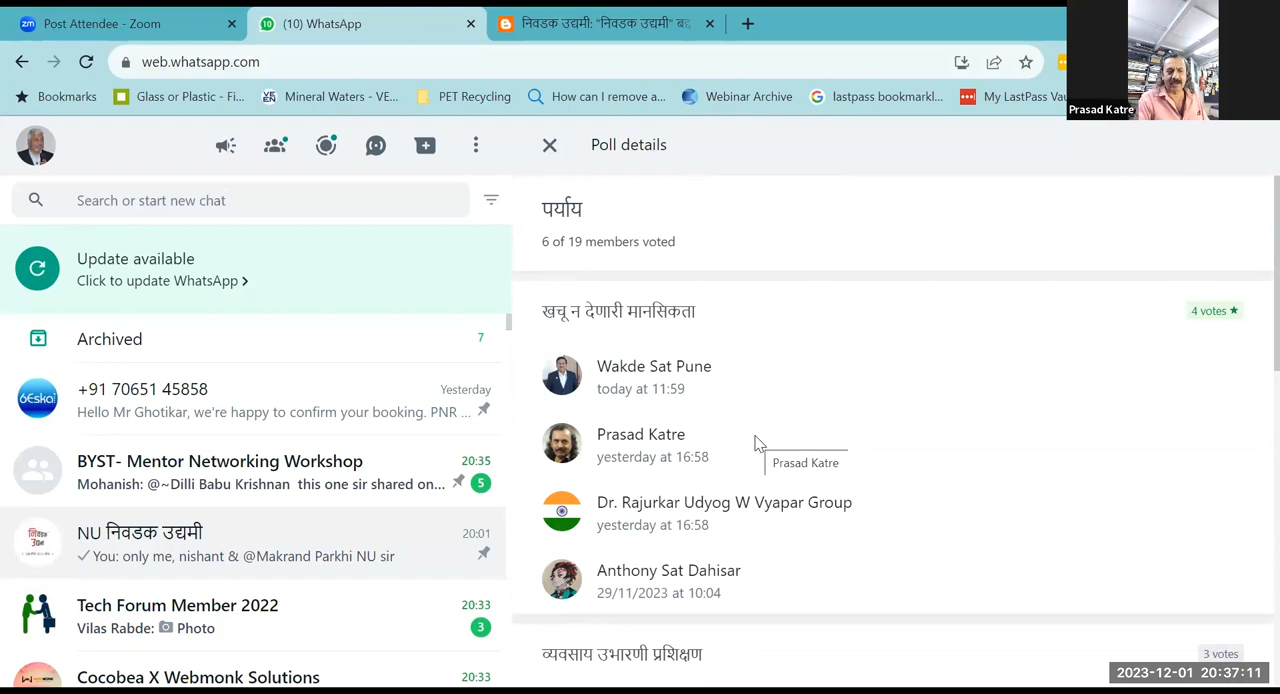 Post Attendee - Zoom
(10) WhatsApp
निवडक उद्यमी: "निवडक उद्यमी" बद्द
web.whatsapp.com
Bookmarks
Glass or Plastic - Fi...
Mineral Waters - VE...
PET Recycling
How can I remove a...
Webinar Archive
lastpass bookmarkl...
My LastPass Vau
Prasad Katre
Poll details
Search or start new chat
पर्याय
6 of 19 members voted
Update available
Click to update WhatsApp
खचू न देणारी मानसिकता
4 votes
Archived
7
Wakde Sat Pune
today at 11:59
+91 70651 45858
Yesterday
Hello Mr Ghotikar, we're happy to confirm your booking. PNR ...
Prasad Katre
yesterday at 16:58
Prasad Katre
BYST- Mentor Networking Workshop
20:35
Mohanish: @~Dilli Babu Krishnan this one sir shared on...
5
Dr. Rajurkar Udyog W Vyapar Group
yesterday at 16:58
NU निवडक उद्यमी
20:01
You: only me, nishant & @Makrand Parkhi NU sir
Anthony Sat Dahisar
29/11/2023 at 10:04
Tech Forum Member 2022
20:33
Vilas Rabde: Photo
3
व्यवसाय उभारणी प्रशिक्षण
3 votes
Cocobea X Webmonk Solutions
20:33
2023-12-01 20:37:11